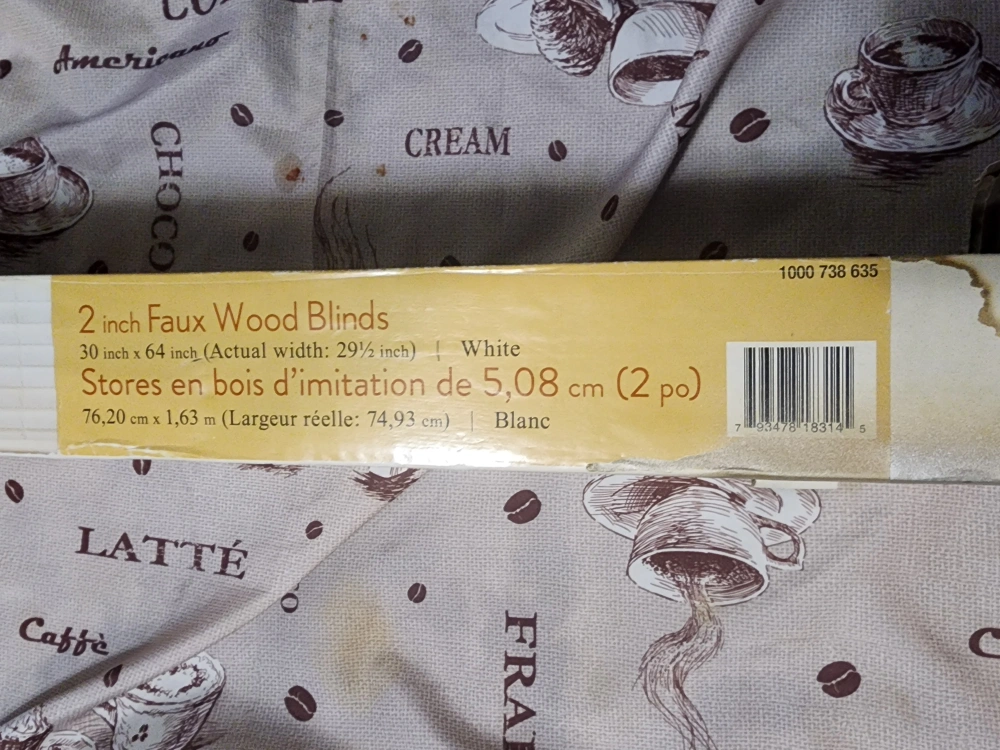 Americano
CHOCO
CREAM
1000 738 635
2 inch Faux Wood Blinds
30 inch x 64 inch (Actual width: 29½ inch) | White
Stores en bois d'imitation de 5,08 cm (2 po)
76,20 cm x 1,63 m (Largeur réelle: 74,93 cm) | Blanc
7 93478 18314 5
LATTÉ
Caffè
FRA